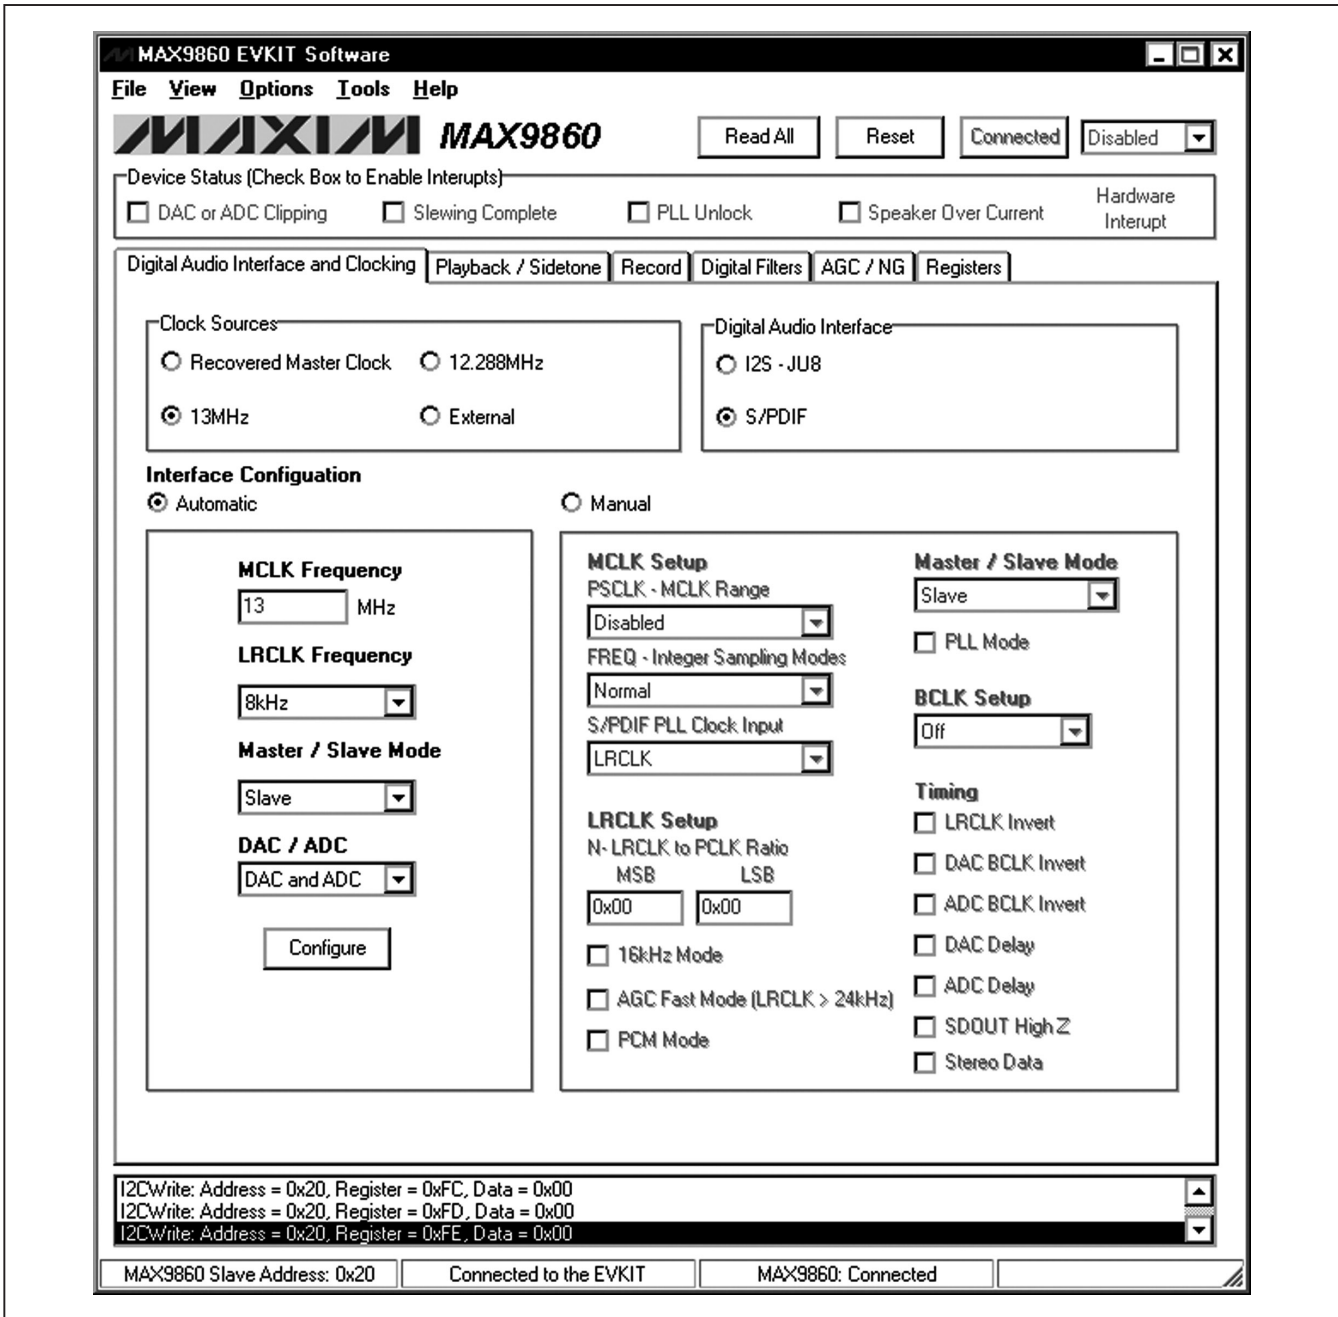 MAX9860 EVKIT Software
File View Options Tools Help
MAXIM MAX9860 Read All Reset Connected Disabled
Device Status (Check Box to Enable Interupts)
DAC or ADC Clipping Slewing Complete PLL Unlock Speaker Over Current Hardware Interupt
Digital Audio Interface and Clocking Playback / Sidetone Record Digital Filters AGC / NG Registers
Clock Sources
Recovered Master Clock 12.288MHz
13MHz External
Digital Audio Interface
I2S - JU8
S/PDIF
Interface Configuation
Automatic
MCLK Frequency
13 MHz
LRCLK Frequency
8kHz
Master / Slave Mode
Slave
DAC / ADC
DAC and ADC
Configure
Manual
MCLK Setup
PSCLK - MCLK Range
Disabled
FREQ - Integer Sampling Modes
Normal
S/PDIF PLL Clock Input
LRCLK
LRCLK Setup
N- LRCLK to PCLK Ratio
MSB LSB
0x00 0x00
16kHz Mode
AGC Fast Mode (LRCLK > 24kHz)
PCM Mode
Master / Slave Mode
Slave
PLL Mode
BCLK Setup
Off
Timing
LRCLK Invert
DAC BCLK Invert
ADC BCLK Invert
DAC Delay
ADC Delay
SDOUT High Z
Stereo Data
I2CWrite: Address = 0x20, Register = 0xFC, Data = 0x00
I2CWrite: Address = 0x20, Register = 0xFD, Data = 0x00
I2CWrite: Address = 0x20, Register = 0xFE, Data = 0x00
MAX9860 Slave Address: 0x20 Connected to the EVKIT MAX9860: Connected